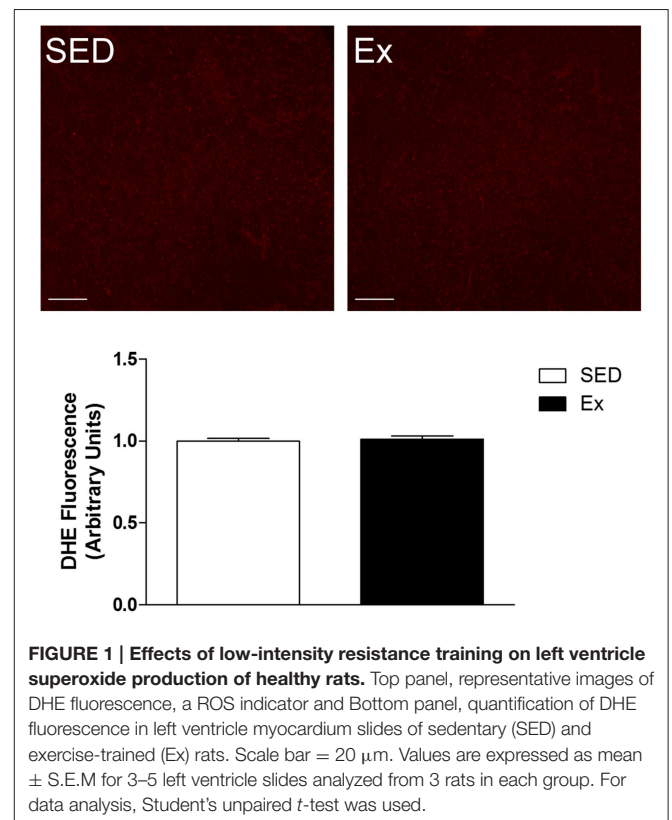 SED
Ex
1.5
1.0
0.5
0.0
DHE Fluorescence
(Arbitrary Units)
SED
Ex
FIGURE 1 | Effects of low-intensity resistance training on left ventricle
superoxide production of healthy rats. Top panel, representative images of
DHE fluorescence, a ROS indicator and Bottom panel, quantification of DHE
fluorescence in left ventricle myocardium slides of sedentary (SED) and
exercise-trained (Ex) rats. Scale bar = 20 μm. Values are expressed as mean
± S.E.M for 3–5 left ventricle slides analyzed from 3 rats in each group. For
data analysis, Student's unpaired t-test was used.